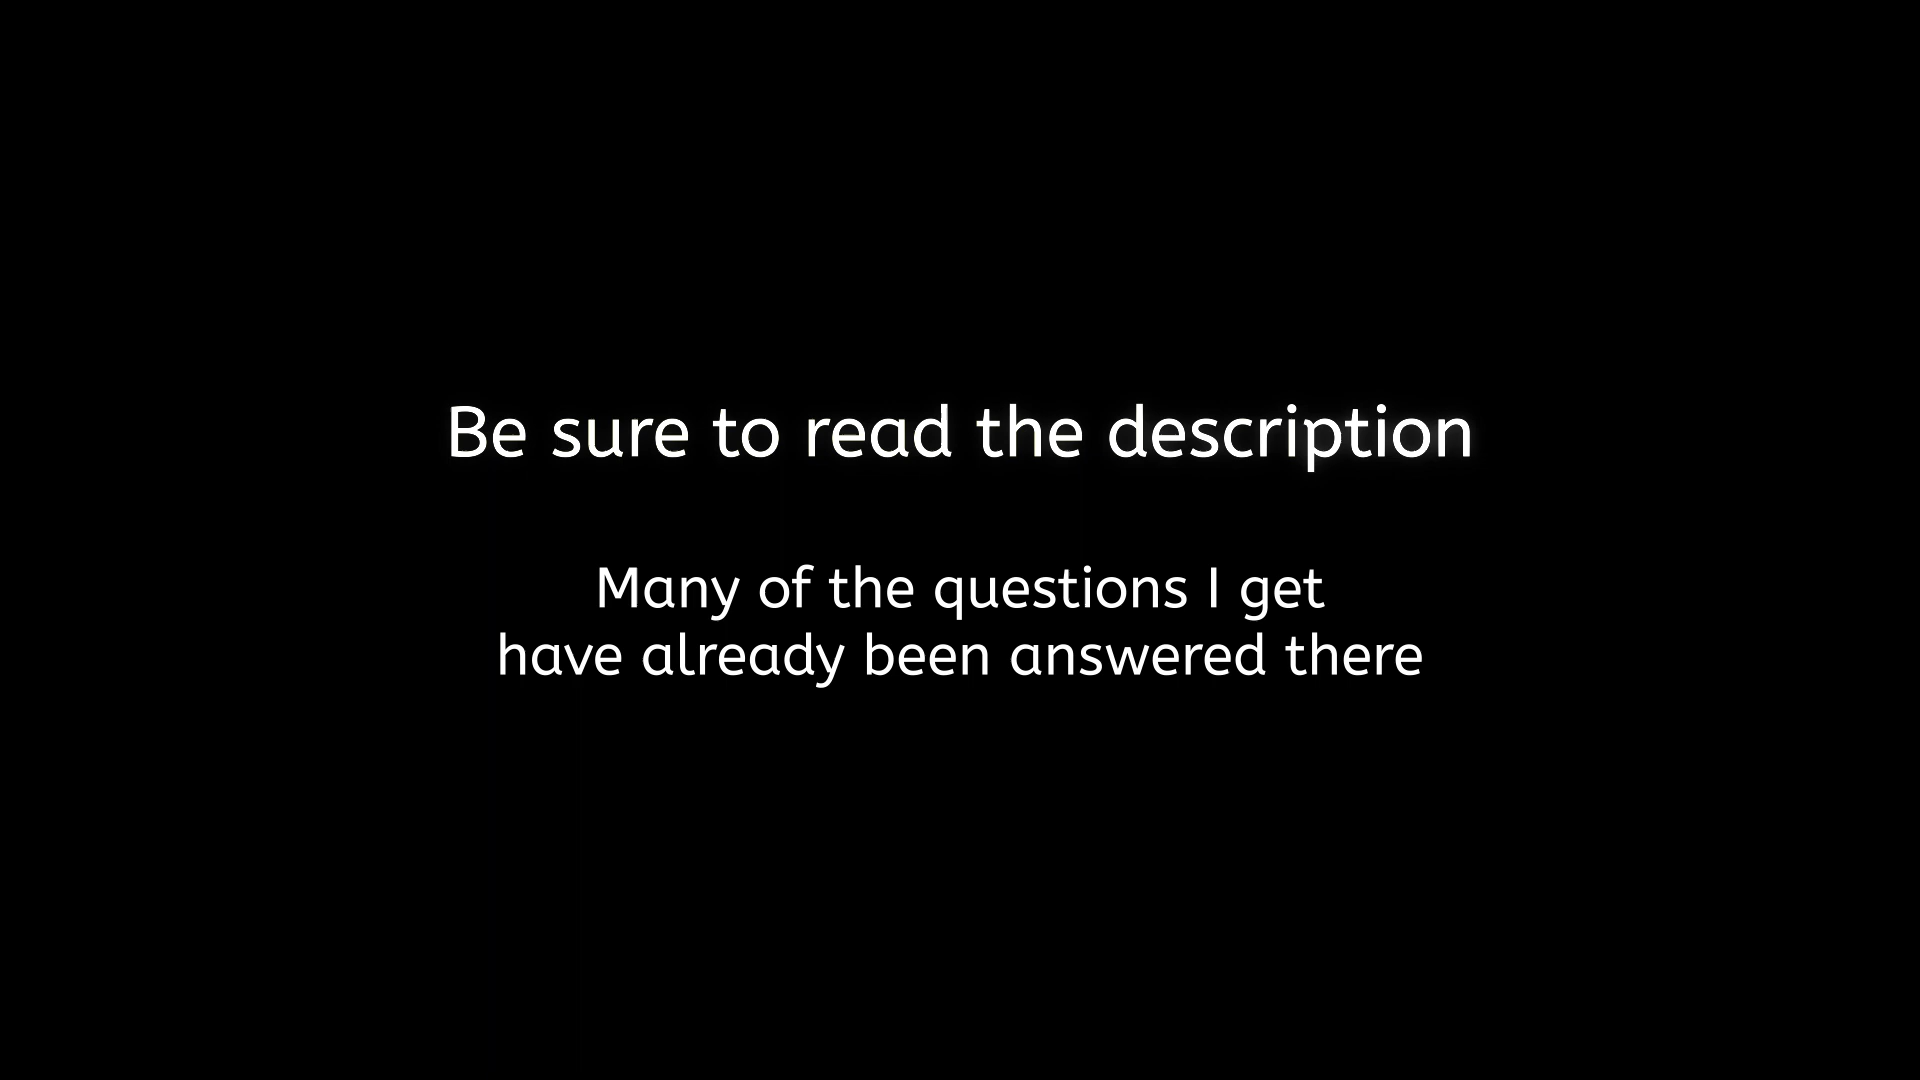 Be sure to read the description
Many of the questions I get
have already been answered there